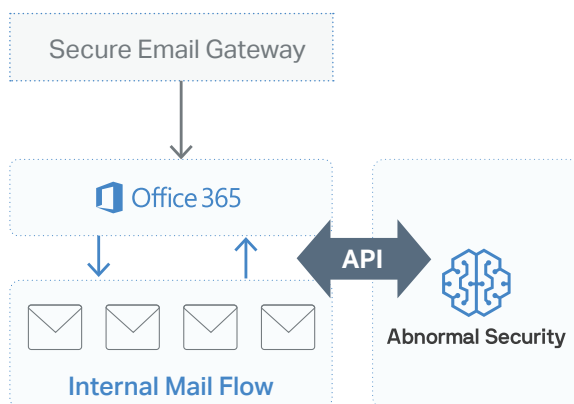 Secure Email Gateway
Office 365
API
Abnormal Security
Internal Mail Flow